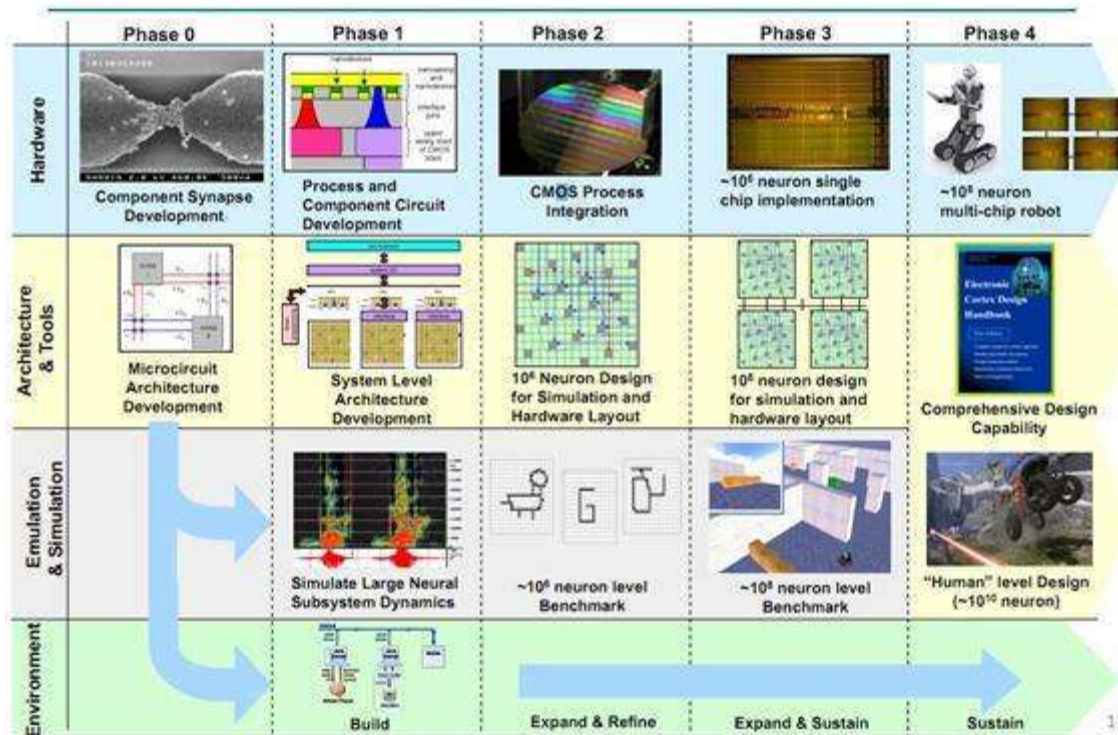 Phase 0
Phase 1
Phase 2
Phase 3
Phase 4
Hardware
Component Synapse
Development
Process and
Component Circuit
Development
CMOS Process
Integration
~10⁶ neuron single
chip implementation
~10⁸ neuron
multi-chip robot
Architecture
& Tools
Microcircuit
Architecture
Development
System Level
Architecture
Development
10⁶ Neuron Design
for Simulation and
Hardware Layout
10⁸ neuron design
for simulation and
hardware layout
Electronic
Cortex Design
Handbook
Comprehensive Design
Capability
Emulation
& Simulation
Simulate Large Neural
Subsystem Dynamics
~10⁶ neuron level
Benchmark
~10⁸ neuron level
Benchmark
"Human" level Design
(~10¹⁰ neuron)
Environment
Build
Expand & Refine
Expand & Sustain
Sustain
1